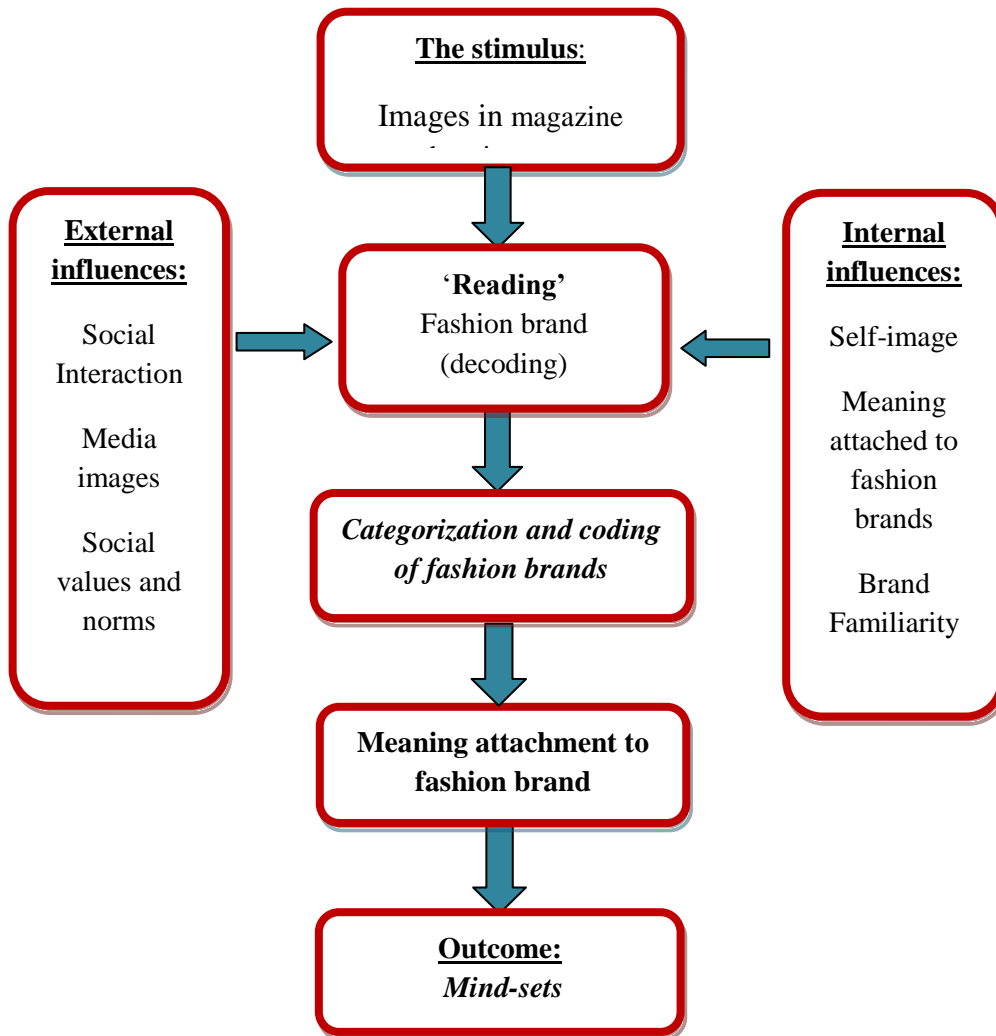 The stimulus:
Images in magazine
External
influences:
Social
Interaction
Media
images
Social
values and
norms
‘Reading’
Fashion brand
(decoding)
Internal
influences:
Self-image
Meaning
attached to
fashion
brands
Brand
Familiarity
Categorization and coding
of fashion brands
Meaning attachment to
fashion brand
Outcome:
Mind-sets